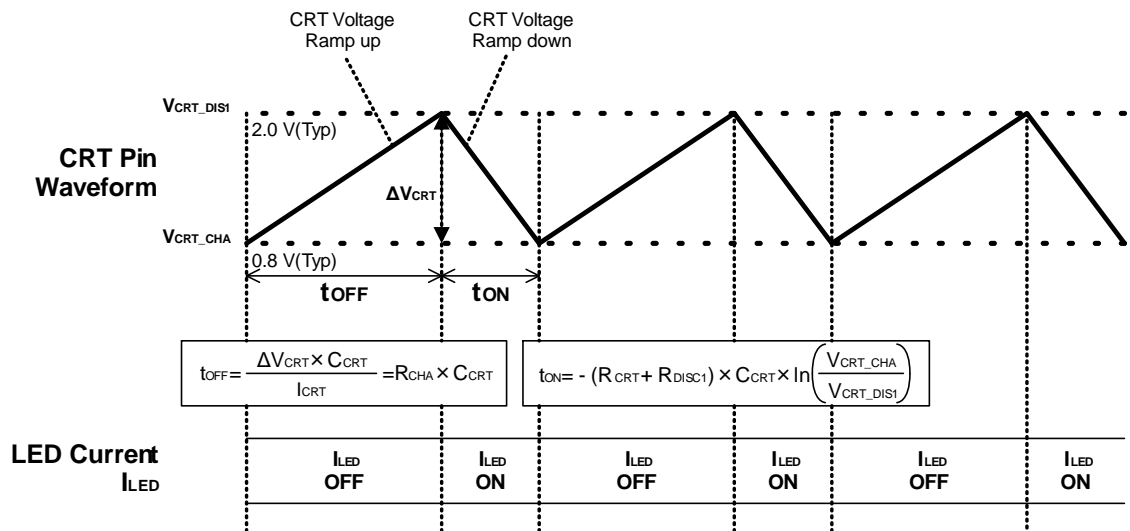 CRT Voltage
Ramp up
CRT Voltage
Ramp down
VCRT_DIS1
2.0 V(Typ)
CRT Pin
Waveform
ΔVCRT
VCRT_CHA
0.8 V(Typ)
tOFF
tON
tOFF= ΔVCRT × CCRT / ICRT =RCHA × CCRT
tON= - (RCRT+ RDISC1) × CCRT × ln(VCRT_CHA / VCRT_DIS1)
LED Current
ILED
ILED
OFF
ILED
ON
ILED
OFF
ILED
ON
ILED
OFF
ILED
ON